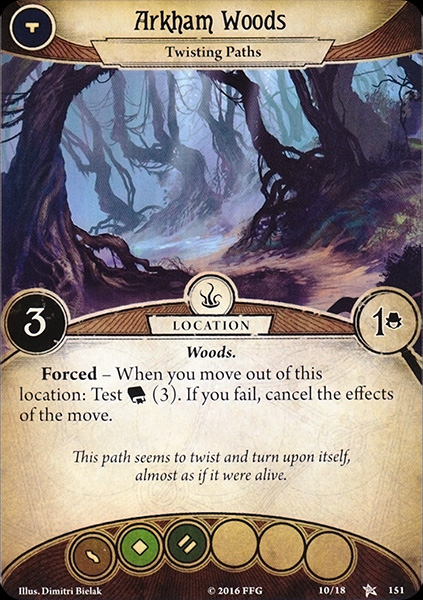 Arkham Woods
Twisting Paths
3
LOCATION
1
Woods.
Forced – When you move out of this
location: Test (3). If you fail, cancel the effects
of the move.
This path seems to twist and turn upon itself,
almost as if it were alive.
Illus. Dimitri Bielak © 2016 FFG 10/18 151